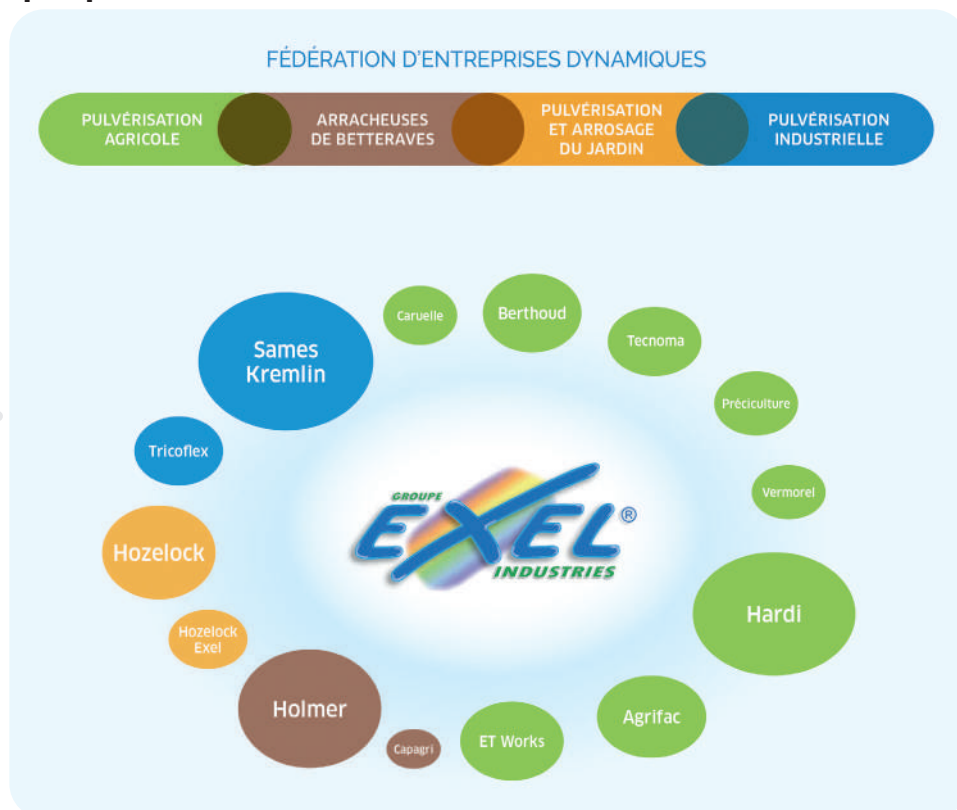 FÉDÉRATION D'ENTREPRISES DYNAMIQUES
PULVÉRISATION
AGRICOLE
ARRACHEUSES
DE BETTERAVES
PULVÉRISATION
ET ARROSAGE
DU JARDIN
PULVÉRISATION
INDUSTRIELLE
Caruelle
Berthoud
Tecnoma
Sames
Kremlin
Préciculture
Tricoflex
Vermorel
GROUPE
EXEL®
INDUSTRIES
Hozelock
Hardi
Hozelock
Exel
Holmer
Agrifac
ET Works
Capagri